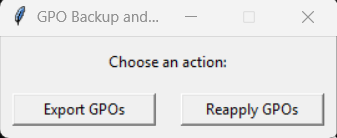 GPO Backup and...
Choose an action:
Export GPOs
Reapply GPOs